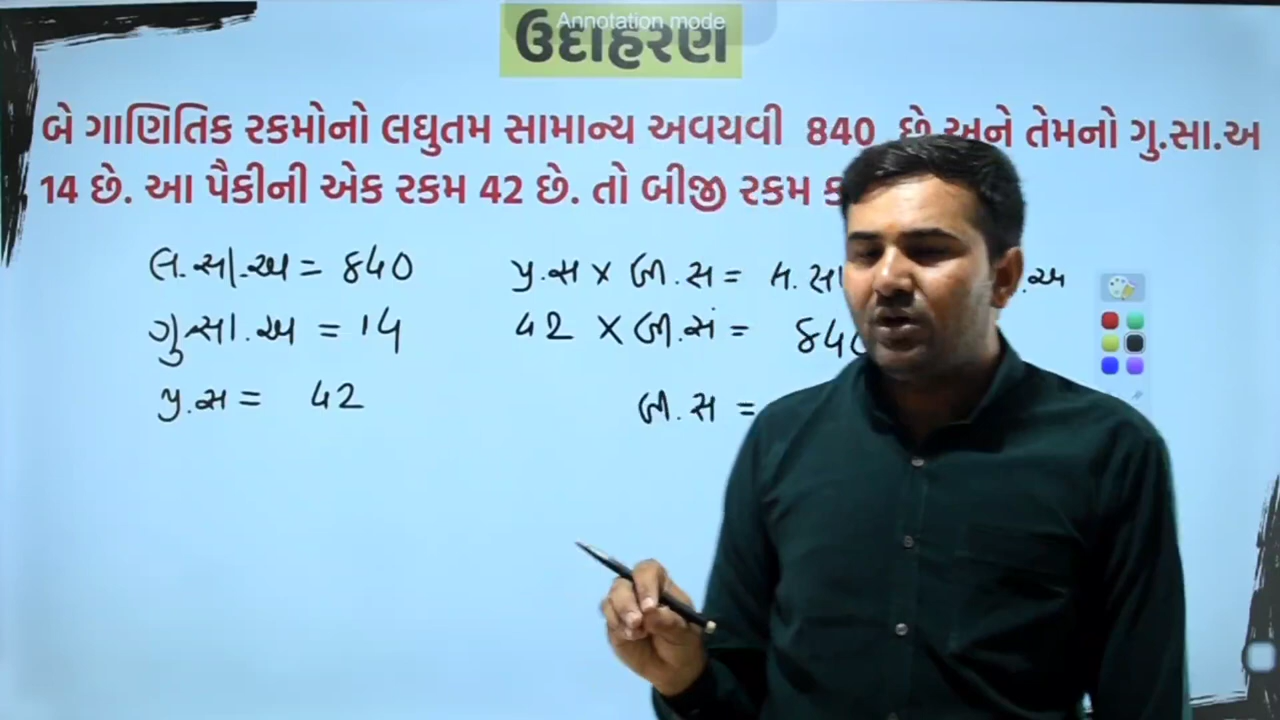 Annotation mode
ઉદાહરણ
બે ગાણિતિક રકમોનો લઘુતમ સામાન્ય અવયવી 840 છે અને તેમનો ગુ.સા.અ
14 છે. આ પૈકીની એક રકમ 42 છે. તો બીજી રકમ
લ.સા.અ = ૮૪૦
ગુ.સા.અ = 14
પ્ર.સ = 42
પ્ર.સ × બી.સ =
42 × બી.સં =
બી.સ =